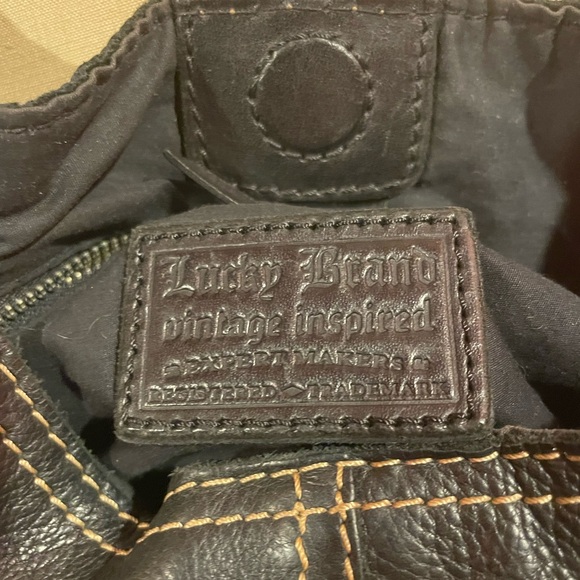 Lucky Brand
vintage inspired
EXPERT MAKERS
REGISTERED TRADEMARK